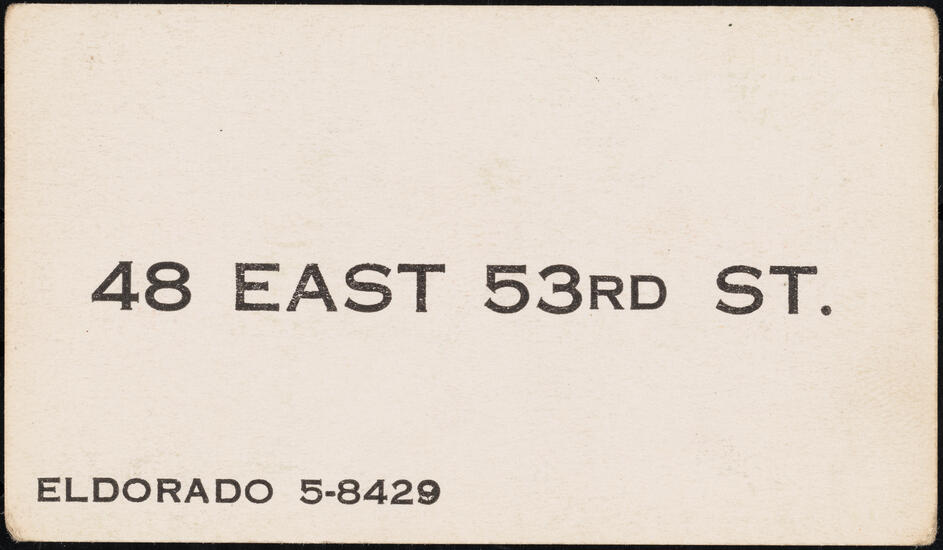 48 EAST 53RD ST.
ELDORADO 5-8429